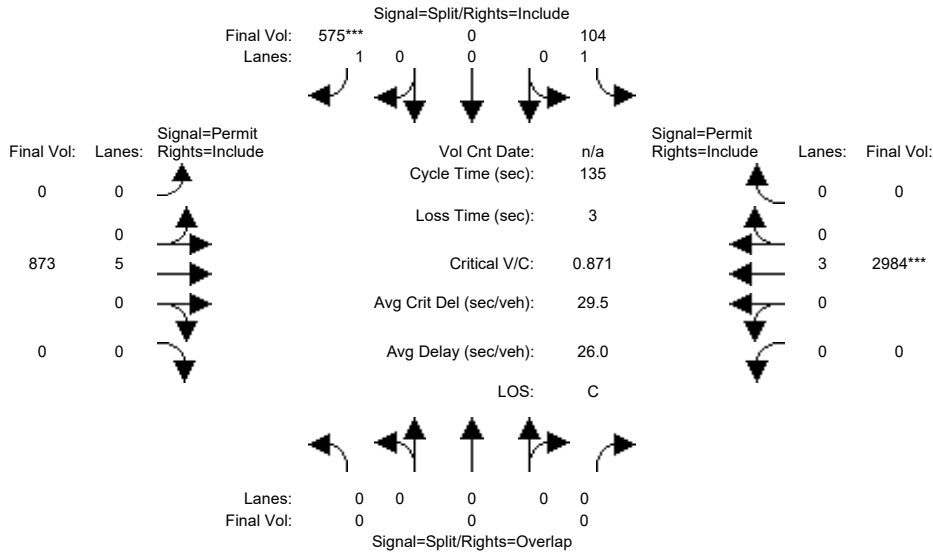 Signal=Split/Rights=Include
Final Vol: 575*** 0 104
Lanes: 1 0 0 0 1
Signal=Permit Signal=Permit
Final Vol: Lanes: Rights=Include Vol Cnt Date: n/a Rights=Include Lanes: Final Vol:
Cycle Time (sec): 135
0 0 0 0
Loss Time (sec): 3
0 0
873 5 Critical V/C: 0.871 3 2984***
0 Avg Crit Del (sec/veh): 29.5 0
0 0 Avg Delay (sec/veh): 26.0 0 0
LOS: C
Lanes: 0 0 0 0 0
Final Vol: 0 0 0
Signal=Split/Rights=Overlap